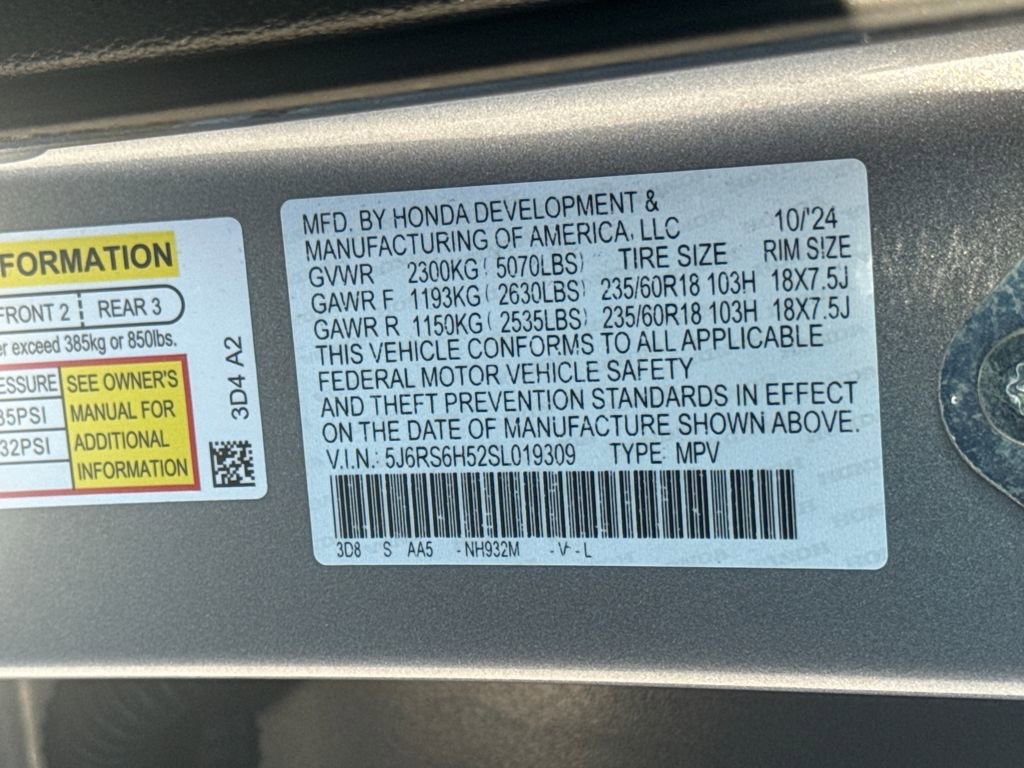 FORMATION
FRONT 2 REAR 3
exceed 385kg or 850lbs.
SEE OWNER'S
MANUAL FOR
ADDITIONAL
INFORMATION
35PSI
32PSI
3D4 A2
MFD. BY HONDA DEVELOPMENT &
MANUFACTURING OF AMERICA, LLC 10/'24
GVWR 2300KG( 5070LBS) TIRE SIZE RIM SIZE
GAWR F 1193KG( 2630LBS) 235/60R18 103H 18X7.5J
GAWR R 1150KG( 2535LBS) 235/60R18 103H 18X7.5J
THIS VEHICLE CONFORMS TO ALL APPLICABLE
FEDERAL MOTOR VEHICLE SAFETY
AND THEFT PREVENTION STANDARDS IN EFFECT
ON THE DATE OF MANUFACTURE SHOWN ABOVE.
V.I.N.: 5J6RS6H52SL019309 TYPE: MPV
3D8 S AA5 -NH932M -V -L